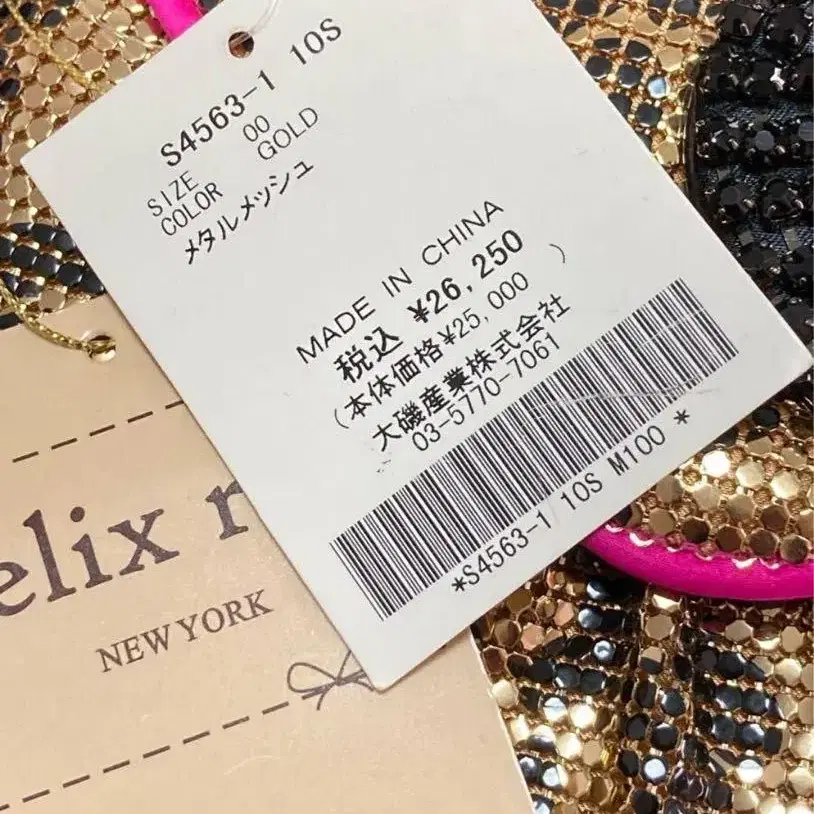 S4563-1 10S
SIZE 00
COLOR GOLD
メタルメッシュ
MADE IN CHINA
税込 ¥26,250
(本体価格¥25,000 )
大磯産業株式会社
03-5770-7061
*S4563-1 10S M100 *
elix r
NEW YORK